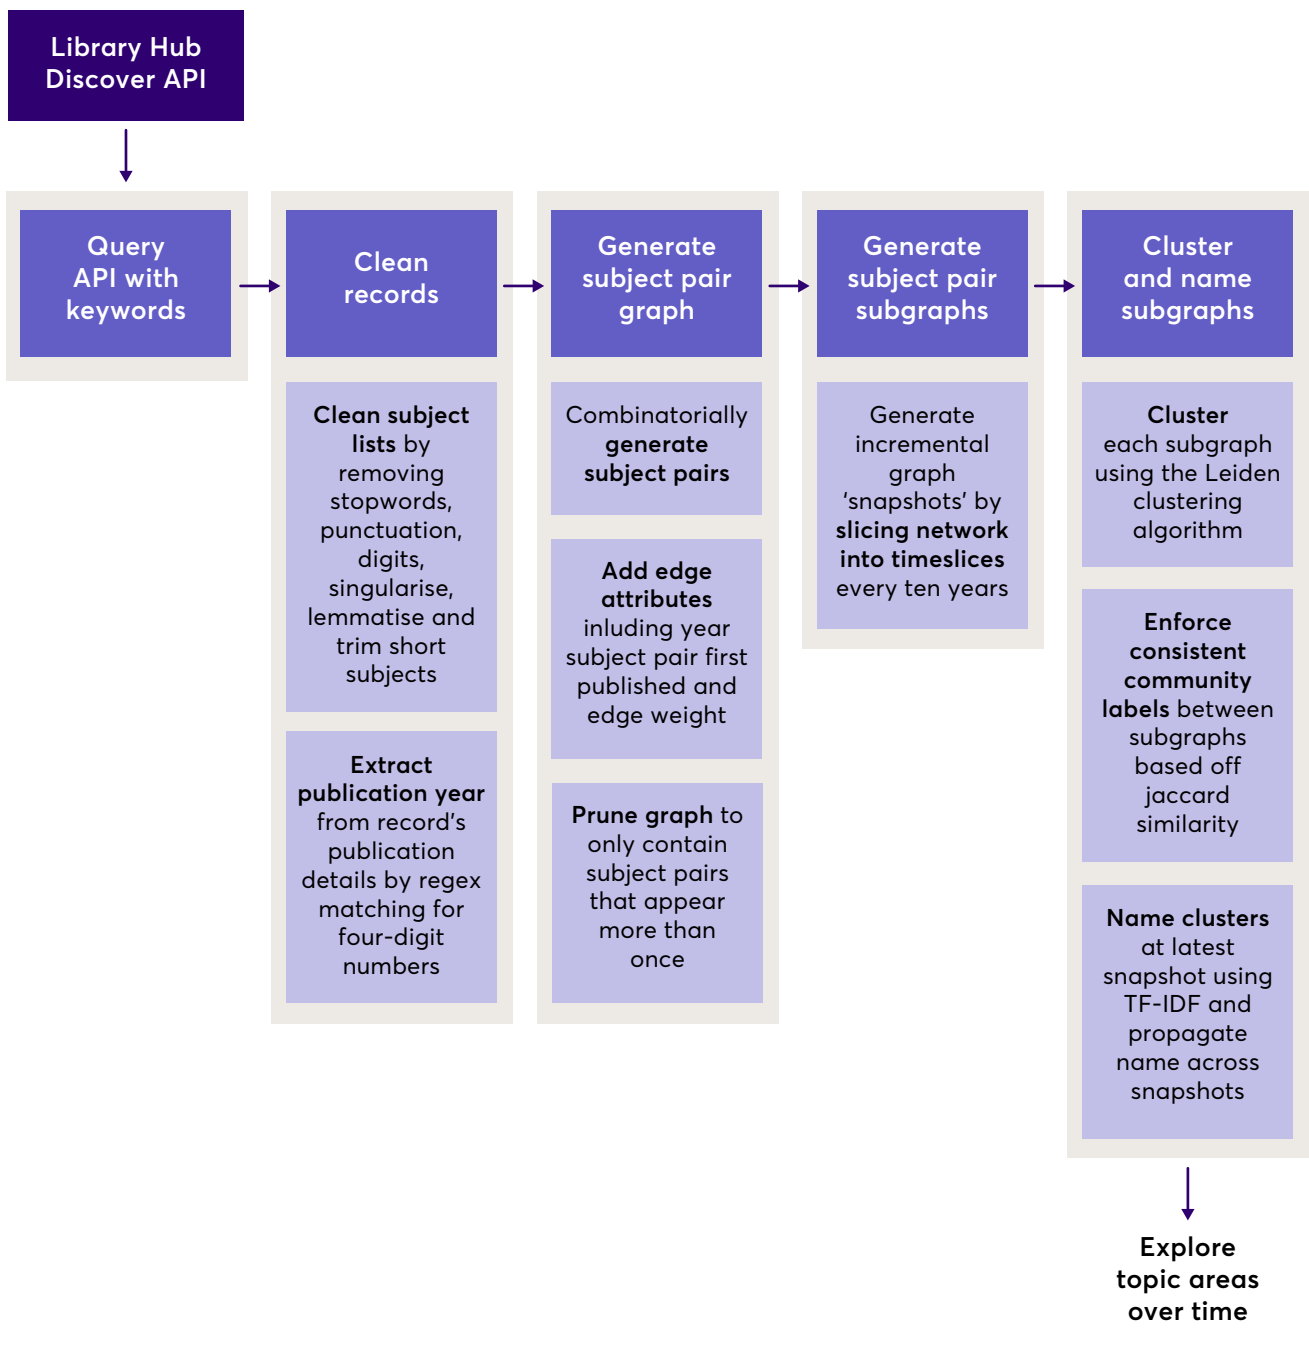 Library Hub
Discover API
Query
API with
keywords
Clean
records
Clean subject
lists by
removing
stopwords,
punctuation,
digits,
singularise,
lemmatise and
trim short
subjects
Extract
publication year
from record's
publication
details by regex
matching for
four-digit
numbers
Generate
subject pair
graph
Combinatorially
generate
subject pairs
Add edge
attributes
inluding year
subject pair first
published and
edge weight
Prune graph to
only contain
subject pairs
that appear
more than
once
Generate
subject pair
subgraphs
Generate
incremental
graph
‘snapshots’ by
slicing network
into timeslices
every ten years
Cluster
and name
subgraphs
Cluster
each subgraph
using the Leiden
clustering
algorithm
Enforce
consistent
community
labels between
subgraphs
based off
jaccard
similarity
Name clusters
at latest
snapshot using
TF-IDF and
propagate
name across
snapshots
Explore
topic areas
over time